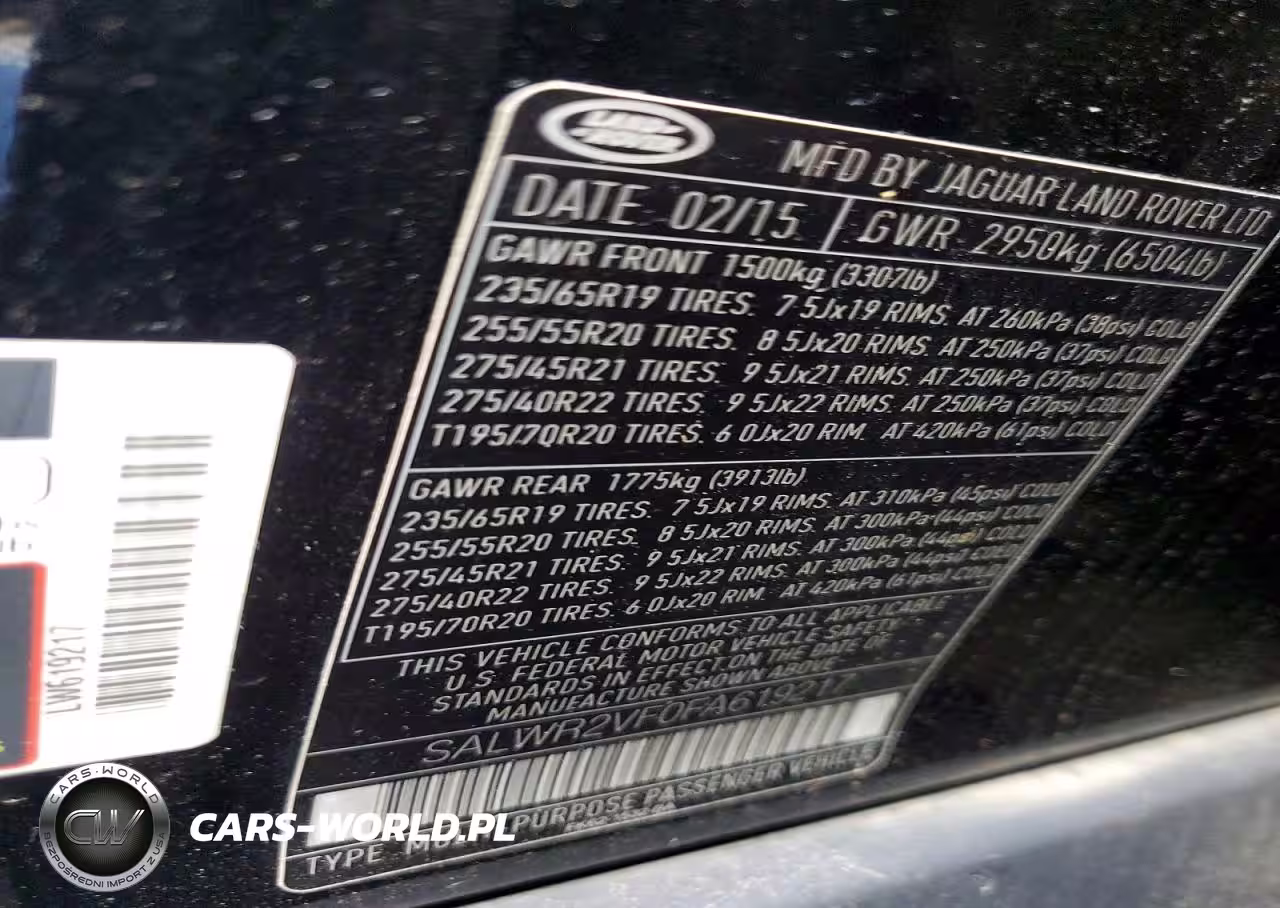 LAND-
ROVER
MFD BY JAGUAR LAND ROVER LTD
DATE 02/15 GWR 2950kg (6504lb)
GAWR FRONT 1500kg (3307lb)
235/65R19 TIRES. 7 5Jx19 RIMS. AT 260kPa (38psi) COLD
255/55R20 TIRES. 8 5Jx20 RIMS. AT 250kPa (37psi) COLD
275/45R21 TIRES. 9 5Jx21 RIMS. AT 250kPa (37psi) COLD
275/40R22 TIRES. 9 5Jx22 RIMS. AT 250kPa (37psi) COLD
T195/70R20 TIRES. 6 0Jx20 RIM. AT 420kPa (61psi) COLD
GAWR REAR 1775kg (3913lb)
235/65R19 TIRES. 7 5Jx19 RIMS. AT 310kPa (45psi) COLD
255/55R20 TIRES. 8 5Jx20 RIMS. AT 300kPa (44psi) COLD
275/45R21 TIRES. 9 5Jx21 RIMS. AT 300kPa (44psi) COLD
275/40R22 TIRES. 9 5Jx22 RIMS. AT 300kPa (44psi) COLD
T195/70R20 TIRES. 6 0Jx20 RIM. AT 420kPa (61psi) COLD
THIS VEHICLE CONFORMS TO ALL APPLICABLE
U.S. FEDERAL MOTOR VEHICLE SAFETY
STANDARDS IN EFFECT ON THE DATE OF
MANUFACTURE SHOWN ABOVE
SALWR2VF0FA619217
TYPE PURPOSE PASSENGER VEHICLE
LW619217
CARS-WORLD
CW
BEZPOŚREDNI IMPORT Z USA
CARS-WORLD.PL